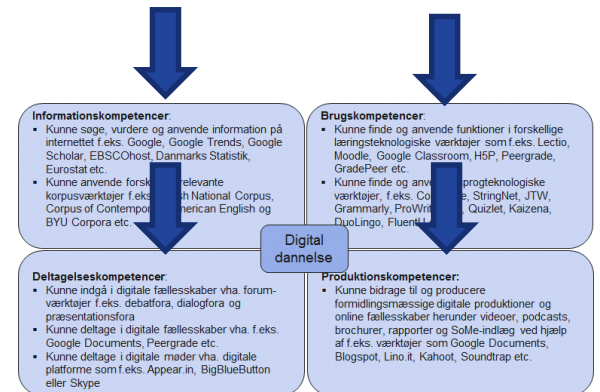 Informationskompetencer:
▪ Kunne søge, vurdere og anvende information på
internettet f.eks. Google, Google Trends, Google
Scholar, EBSCOhost, Danmarks Statistik,
Eurostat etc.
▪ Kunne anvende relevante
korpusværktøjer f.eks. National Corpus,
Corpus of American English og
BYU Corpora etc.
Brugskompetencer:
▪ Kunne finde og anvende funktioner i forskellige
læringsteknologiske værktøjer som f.eks. Lectio,
Moodle, Google Classroom, H5P, Peergrade,
GradePeer etc.
▪ Kunne finde og
værktøjer, f.eks. StringNet, JTW,
Grammarly, Quizlet, Kaizena,
DuoLingo,
Digital
dannelse
Deltagelseskompetencer:
▪ Kunne indgå i digitale fællesskaber vha. forum-
værktøjer f.eks. debatfora, dialogfora og
præsentationsfora
▪ Kunne deltage i digitale fællesskaber vha. f.eks.
Google Documents, Peergrade etc.
▪ Kunne deltage i digitale møder vha. digitale
platforme som f.eks. Appear.in, BigBlueButton
eller Skype
Produktionskompetencer:
▪ Kunne bidrage til og producere
formidlingsmæssige digitale produktioner og
online fællesskaber herunder videoer, podcasts,
brochurer, rapporter og SoMe-indlæg ved hjælp
af f.eks. værktøjer som Google Documents,
Blogspot, Lino.it, Kahoot, Soundtrap etc.